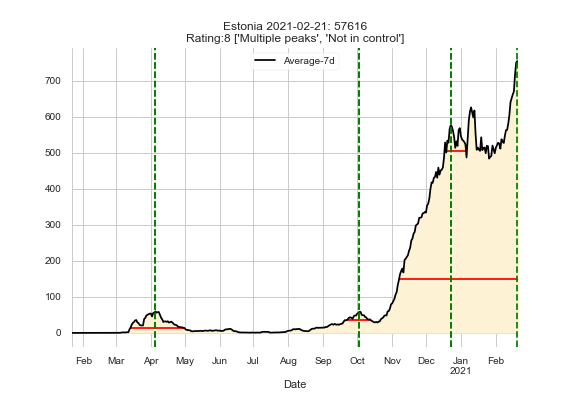 Estonia 2021-02-21: 57616
Rating:8 ['Multiple peaks', 'Not in control']
Average-7d
700
600
500
400
300
200
100
0
Feb Mar Apr May Jun Jul Aug Sep Oct Nov Dec Jan Feb
2021
Date